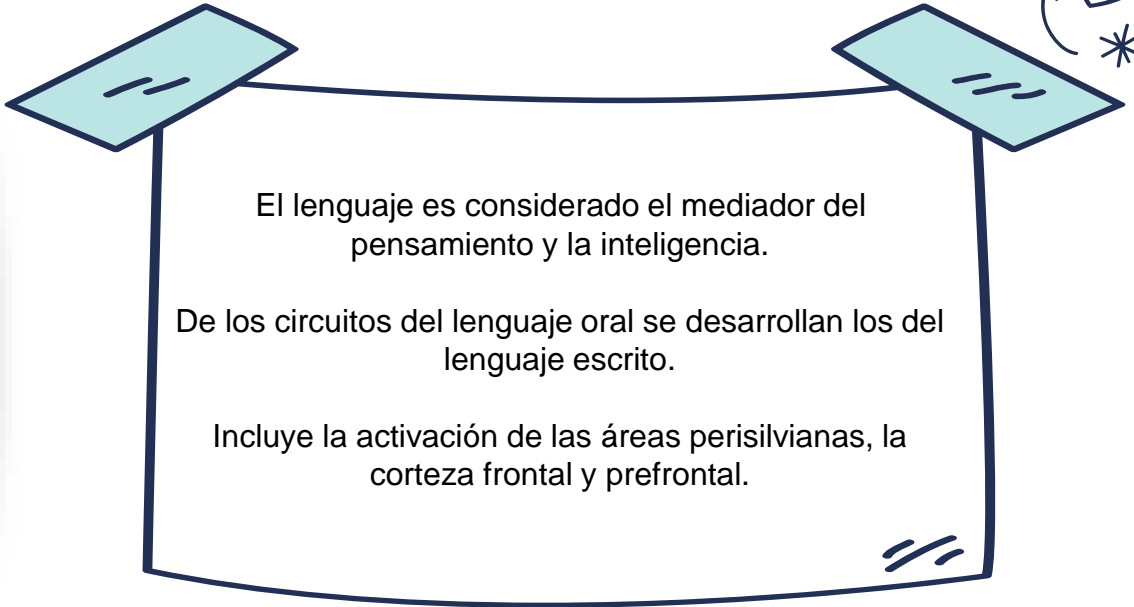 El lenguaje es considerado el mediador del
pensamiento y la inteligencia.
De los circuitos del lenguaje oral se desarrollan los del
lenguaje escrito.
Incluye la activación de las áreas perisilvianas, la
corteza frontal y prefrontal.